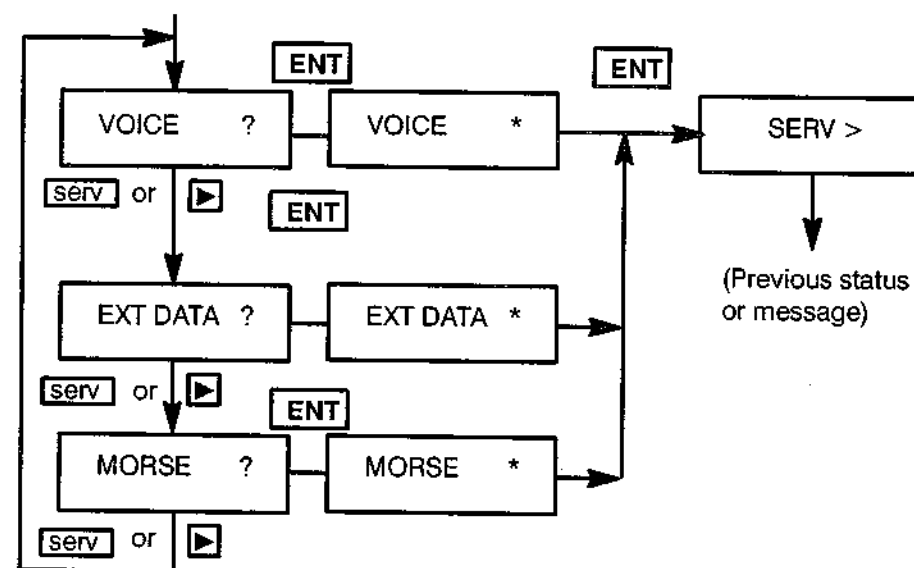 ENT
ENT
VOICE ?
VOICE *
SERV >
serv or ▶
ENT
(Previous status
or message)
EXT DATA ?
EXT DATA *
serv or ▶
ENT
MORSE ?
MORSE *
serv or ▶